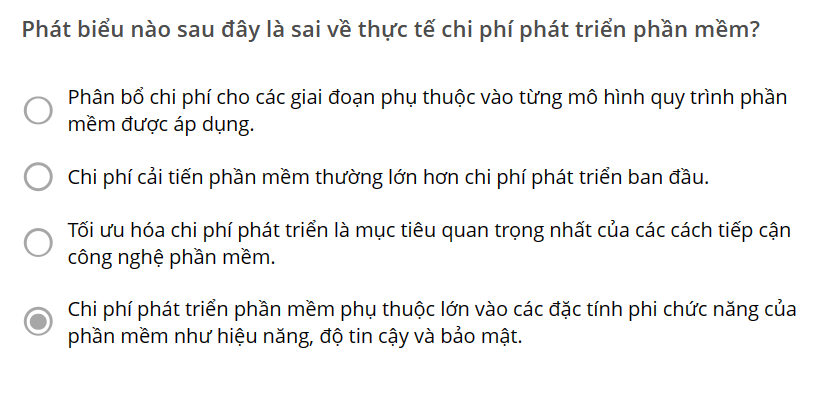 Phát biểu nào sau đây là sai về thực tế chi phí phát triển phần mềm?
Phân bổ chi phí cho các giai đoạn phụ thuộc vào từng mô hình quy trình phần
mềm được áp dụng.
Chi phí cải tiến phần mềm thường lớn hơn chi phí phát triển ban đầu.
Tối ưu hóa chi phí phát triển là mục tiêu quan trọng nhất của các cách tiếp cận
công nghệ phần mềm.
Chi phí phát triển phần mềm phụ thuộc lớn vào các đặc tính phi chức năng của
phần mềm như hiệu năng, độ tin cậy và bảo mật.